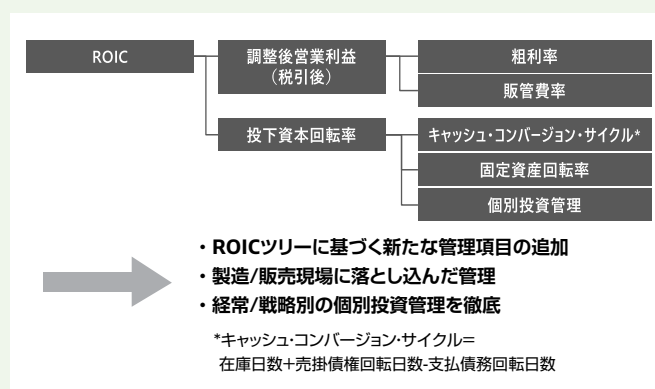 ROIC
調整後営業利益
（税引後）
粗利率
販管費率
投下資本回転率
キャッシュ・コンバージョン・サイクル*
固定資産回転率
個別投資管理
・ROICツリーに基づく新たな管理項目の追加
・製造/販売現場に落とし込んだ管理
・経常/戦略別の個別投資管理を徹底
*キャッシュ・コンバージョン・サイクル＝
在庫日数＋売掛債権回転日数-支払債務回転日数